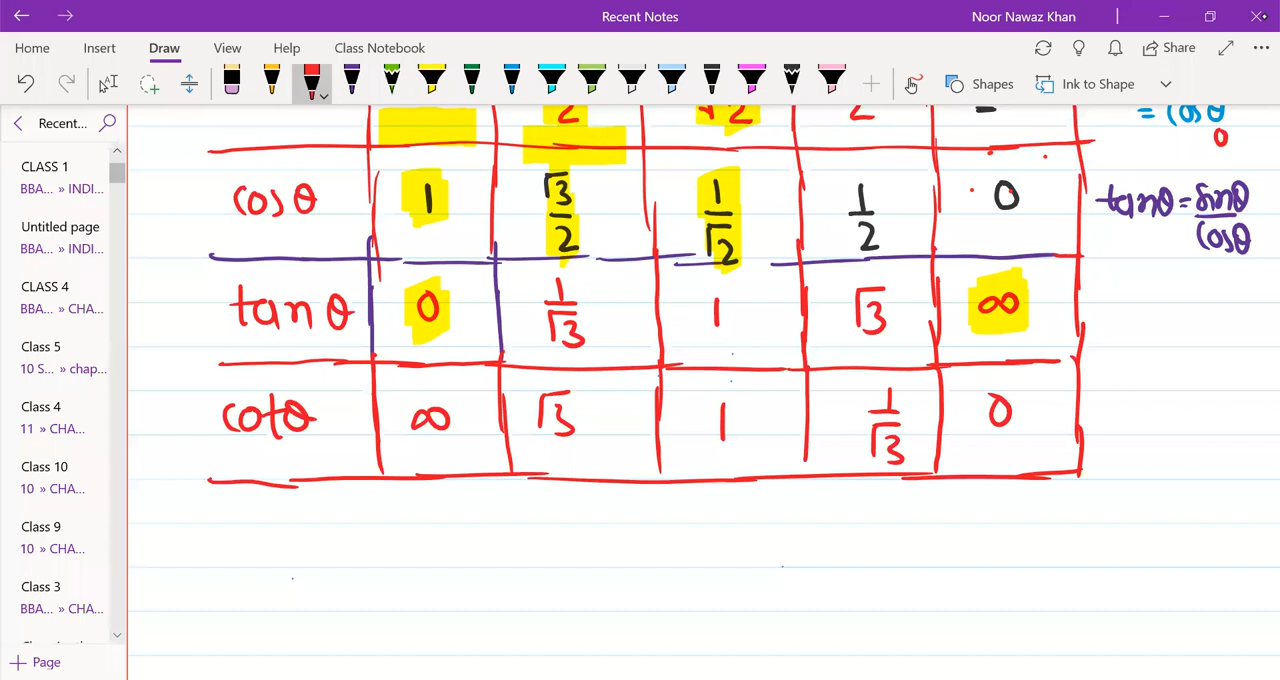 Recent Notes
Noor Nawaz Khan
Home Insert Draw View Help Class Notebook
Share
Shapes
Ink to Shape
Recent...
CLASS 1
BBA... » INDI...
Untitled page
BBA... » INDI...
CLASS 4
BBA... » CHA...
Class 5
10 S... » chap...
Class 4
11 » CHA...
Class 10
10 » CHA...
Class 9
10 » CHA...
Class 3
BBA... » CHA...
+ Page
2 √2 2
= Cosθ
0
cosθ 1 √3/2 1/√2 1/2 0
tanθ = sinθ/Cosθ
tanθ 0 1/√3 1 √3 ∞
cotθ ∞ √3 1 1/√3 0